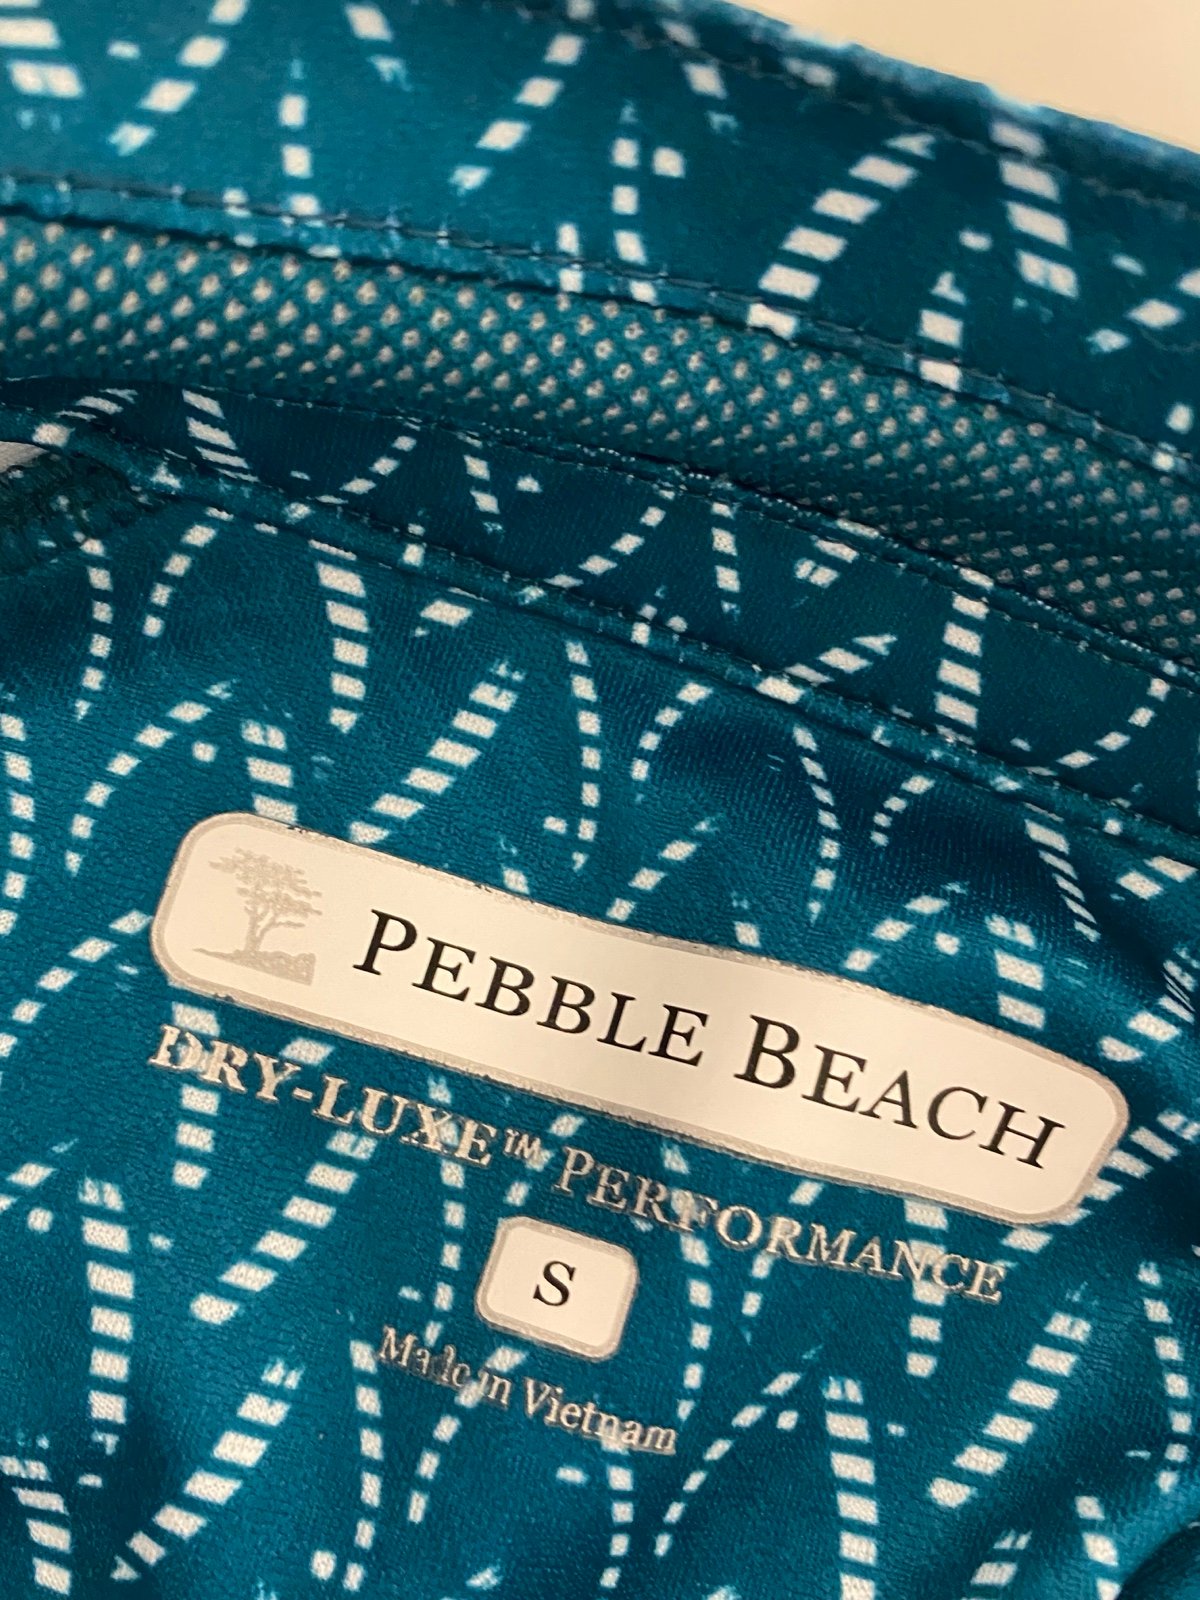 PEBBLE BEACH
DRY-LUXE™ PERFORMANCE
S
Made in Vietnam